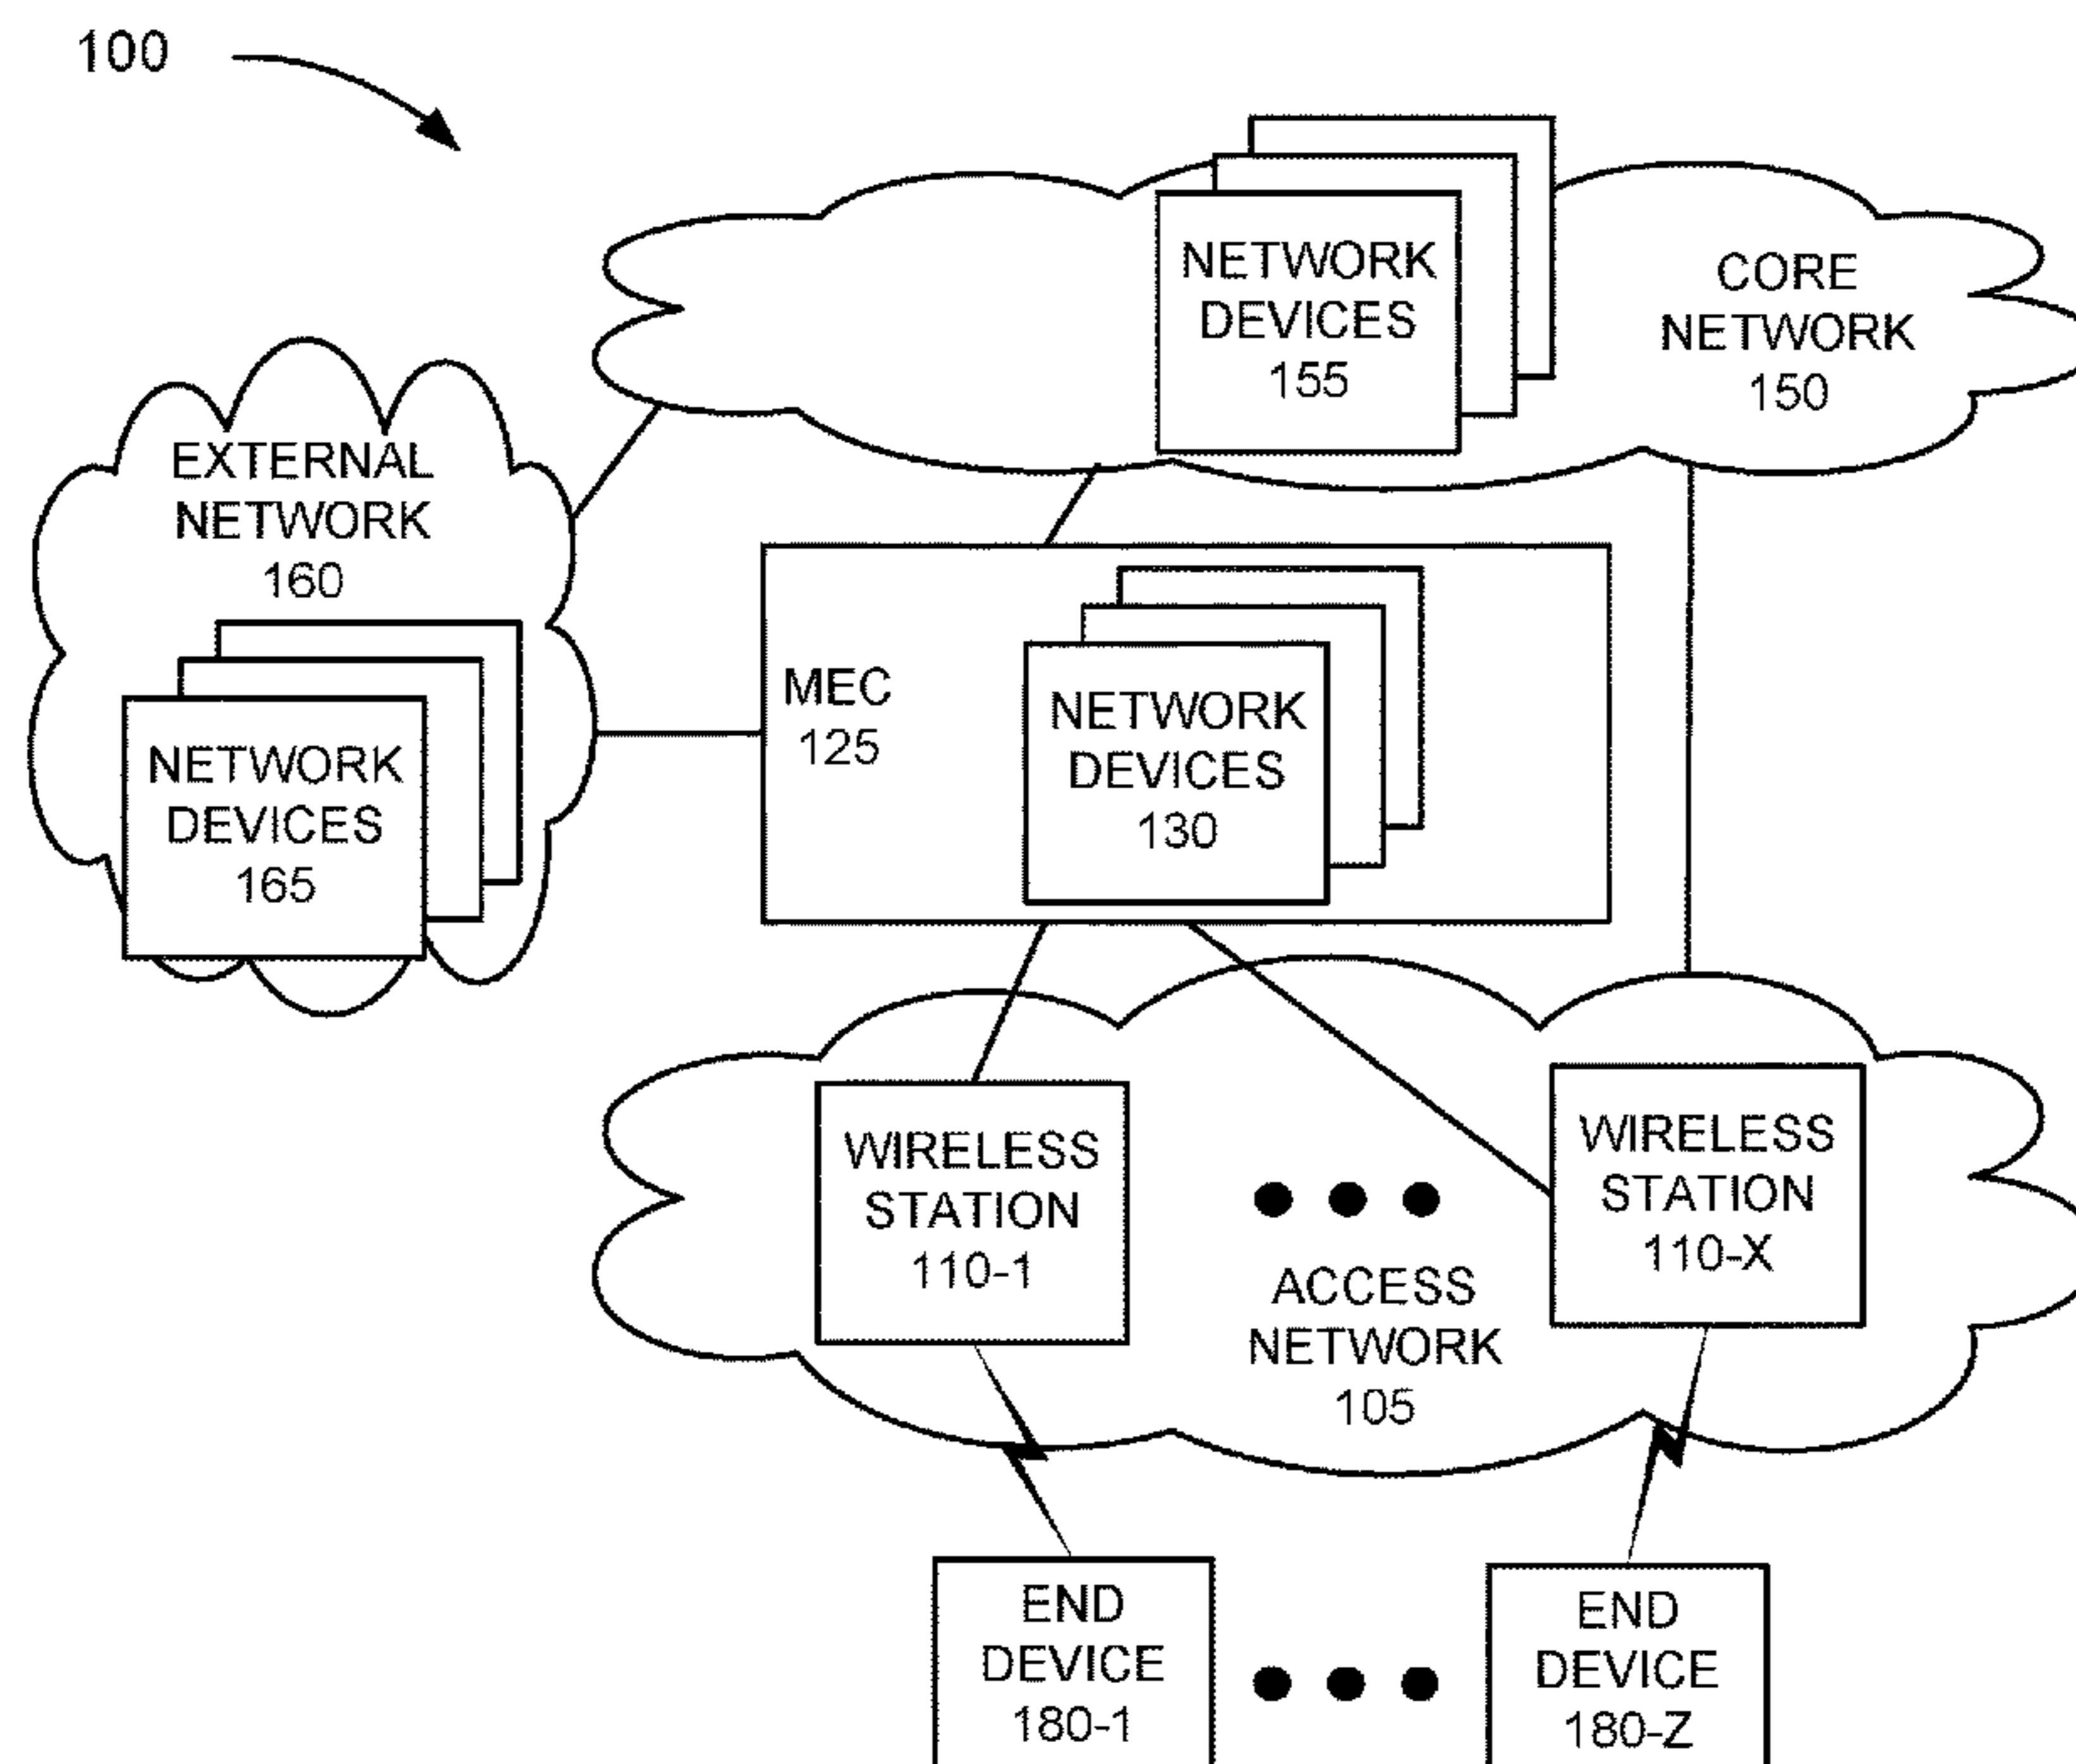 100
NETWORK
DEVICES
155
CORE
NETWORK
150
EXTERNAL
NETWORK
160
NETWORK
DEVICES
165
MEC
125
NETWORK
DEVICES
130
WIRELESS
STATION
110-1
WIRELESS
STATION
110-X
ACCESS
NETWORK
105
END
DEVICE
180-1
END
DEVICE
180-Z